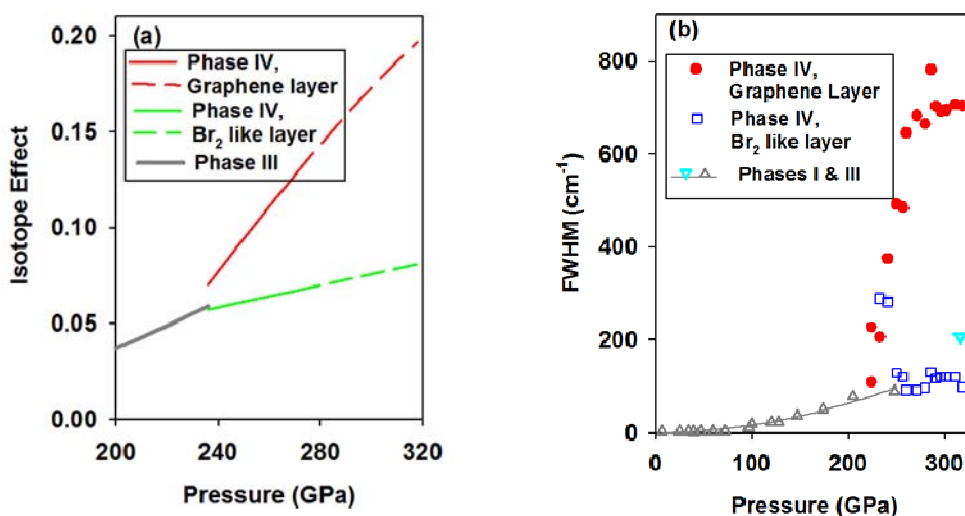 (a)
0.20
0.15
0.10
0.05
0.00
Isotope Effect
Phase IV,
Graphene layer
Phase IV,
Br2 like layer
Phase III
200
240
280
320
Pressure (GPa)
(b)
800
600
400
200
0
FWHM (cm-1)
Phase IV,
Graphene Layer
Phase IV,
Br2 like layer
Phases I & III
0
100
200
300
Pressure (GPa)